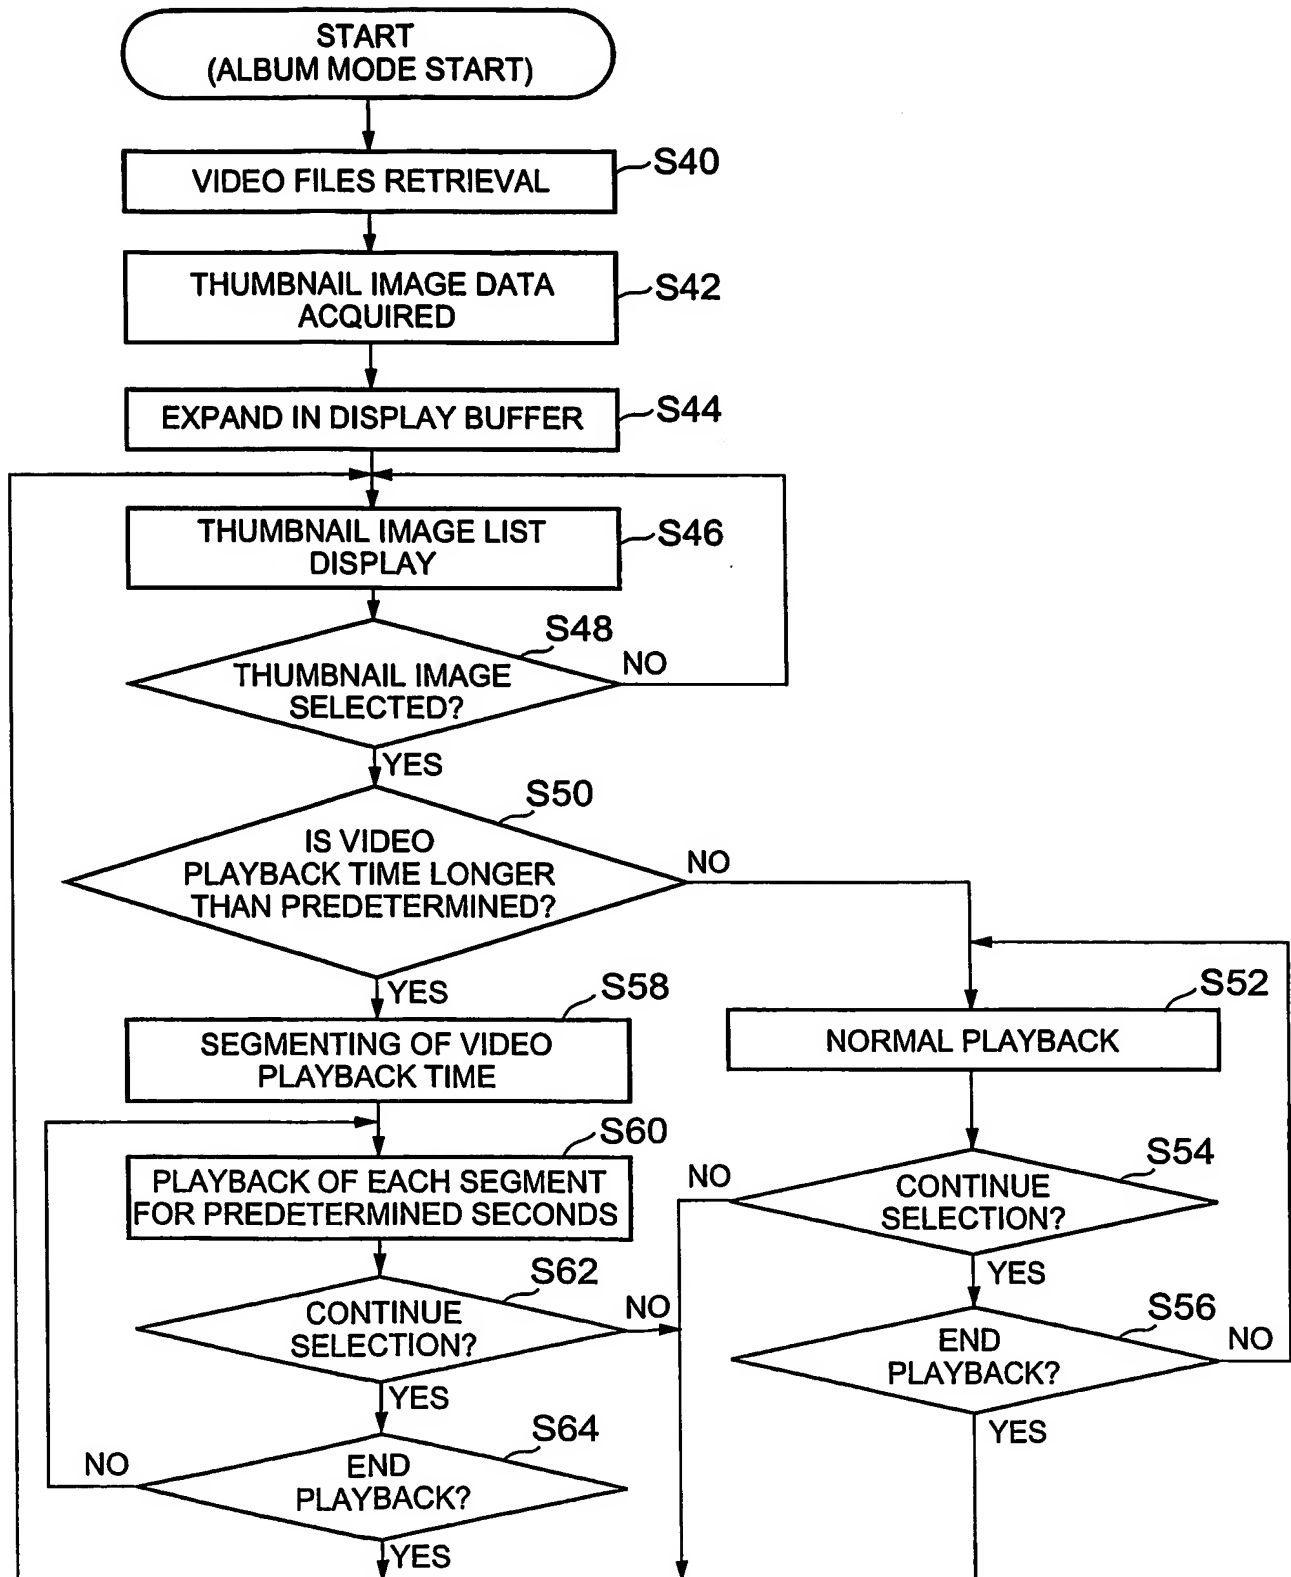 START
(ALBUM MODE START)
S40
VIDEO FILES RETRIEVAL
S42
THUMBNAIL IMAGE DATA
ACQUIRED
S44
EXPAND IN DISPLAY BUFFER
S46
THUMBNAIL IMAGE LIST
DISPLAY
S48
NO
THUMBNAIL IMAGE
SELECTED?
YES
S50
IS VIDEO
PLAYBACK TIME LONGER
THAN PREDETERMINED?
NO
YES
S58
SEGMENTING OF VIDEO
PLAYBACK TIME
S52
NORMAL PLAYBACK
S60
PLAYBACK OF EACH SEGMENT
FOR PREDETERMINED SECONDS
S54
NO
CONTINUE
SELECTION?
YES
S62
CONTINUE
SELECTION?
NO
YES
S56
END
PLAYBACK?
NO
YES
S64
NO
END
PLAYBACK?
YES